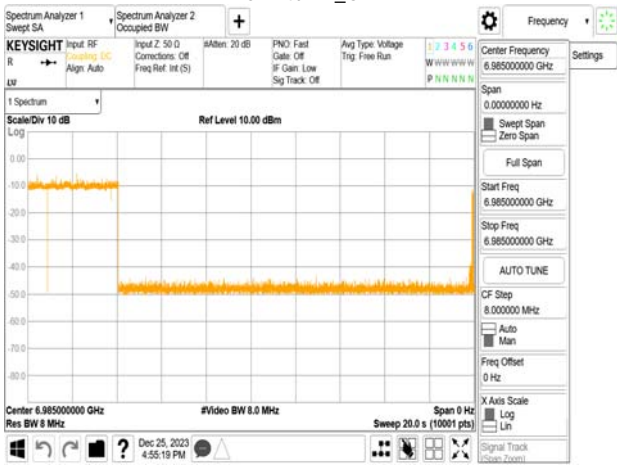 Spectrum Analyzer 1
Swept SA
Spectrum Analyzer 2
Occupied BW
+
Frequency
KEYSIGHT
R
Input: RF
Coupling: DC
Align: Auto
Input Z: 50 Ω
Corrections: Off
Freq Ref: Int (S)
#Atten: 20 dB
PNO: Fast
Gate: Off
IF Gain: Low
Sig Track: Off
Avg Type: Voltage
Trig: Free Run
1 2 3 4 5 6
W W W W W W
P N N N N N
1 Spectrum
Scale/Div 10 dB
Ref Level 10.00 dBm
Log
0.00
-10.0
-20.0
-30.0
-40.0
-50.0
-60.0
-70.0
-80.0
Center 6.985000000 GHz
#Video BW 8.0 MHz
Span 0 Hz
Res BW 8 MHz
Sweep 20.0 s (10001 pts)
?
Dec 25, 2023
4:55:19 PM
Center Frequency
6.985000000 GHz
Span
0.00000000 Hz
Swept Span
Zero Span
Full Span
Start Freq
6.985000000 GHz
Stop Freq
6.985000000 GHz
AUTO TUNE
CF Step
8.000000 MHz
Auto
Man
Freq Offset
0 Hz
X Axis Scale
Log
Lin
Signal Track
(Span Zoom)
Settings